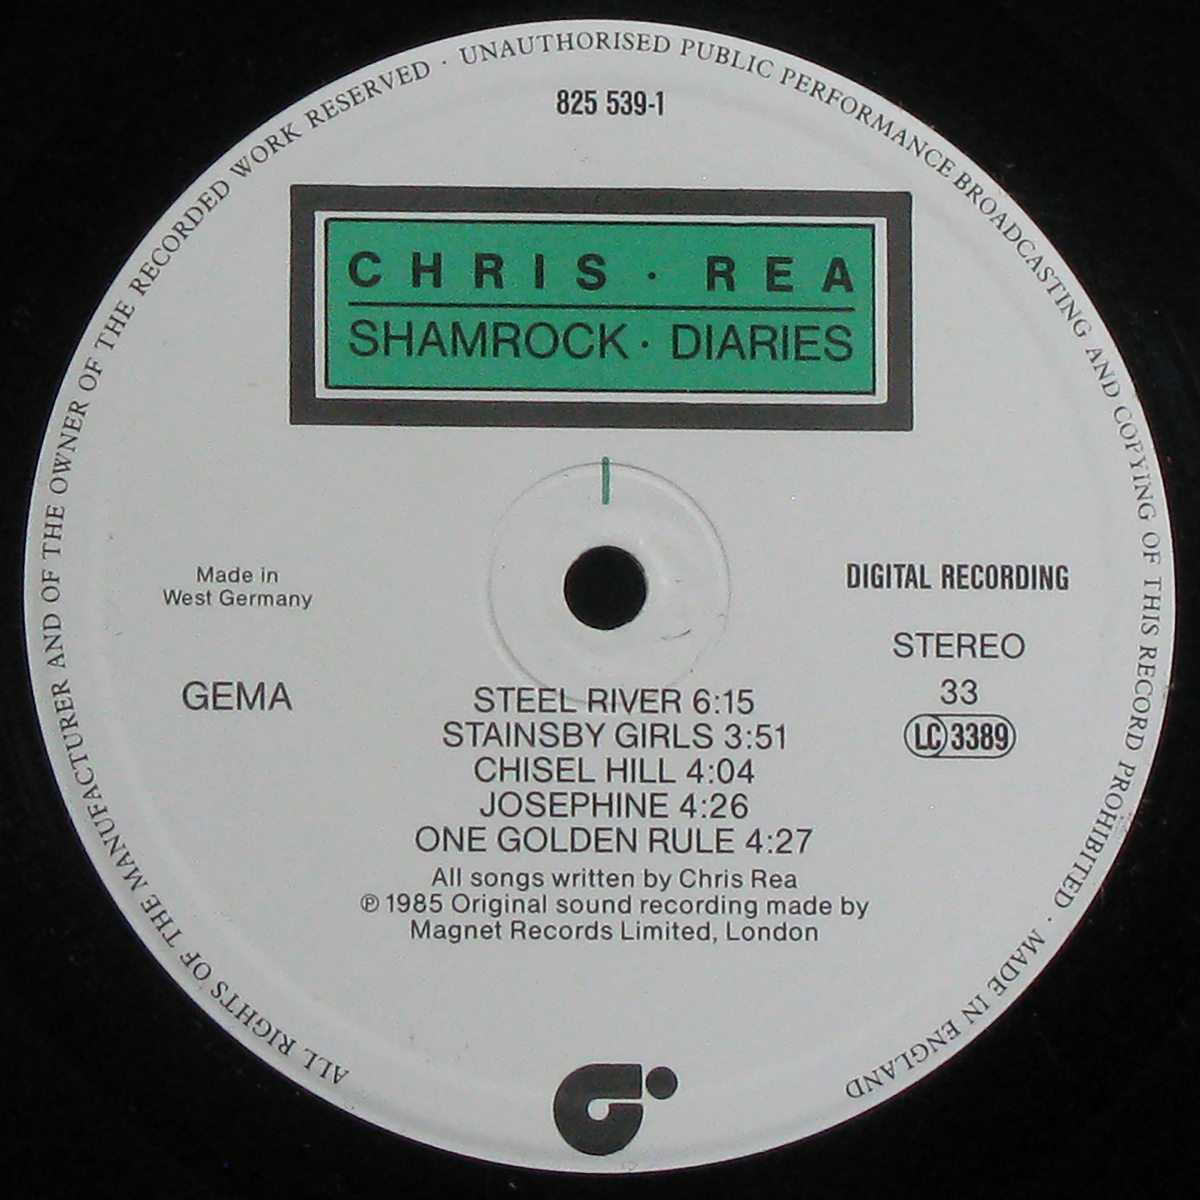 ALL RIGHTS OF THE MANUFACTURER AND OF THE OWNER OF THE RECORDED WORK RESERVED · UNAUTHORISED PUBLIC PERFORMANCE BROADCASTING AND COPYING OF THIS RECORD PROHIBITED · MADE IN ENGLAND
825 539-1
CHRIS · REA
SHAMROCK · DIARIES
Made in
West Germany
GEMA
DIGITAL RECORDING
STEREO
33
LC 3389
STEEL RIVER 6:15
STAINSBY GIRLS 3:51
CHISEL HILL 4:04
JOSEPHINE 4:26
ONE GOLDEN RULE 4:27
All songs written by Chris Rea
℗ 1985 Original sound recording made by
Magnet Records Limited, London